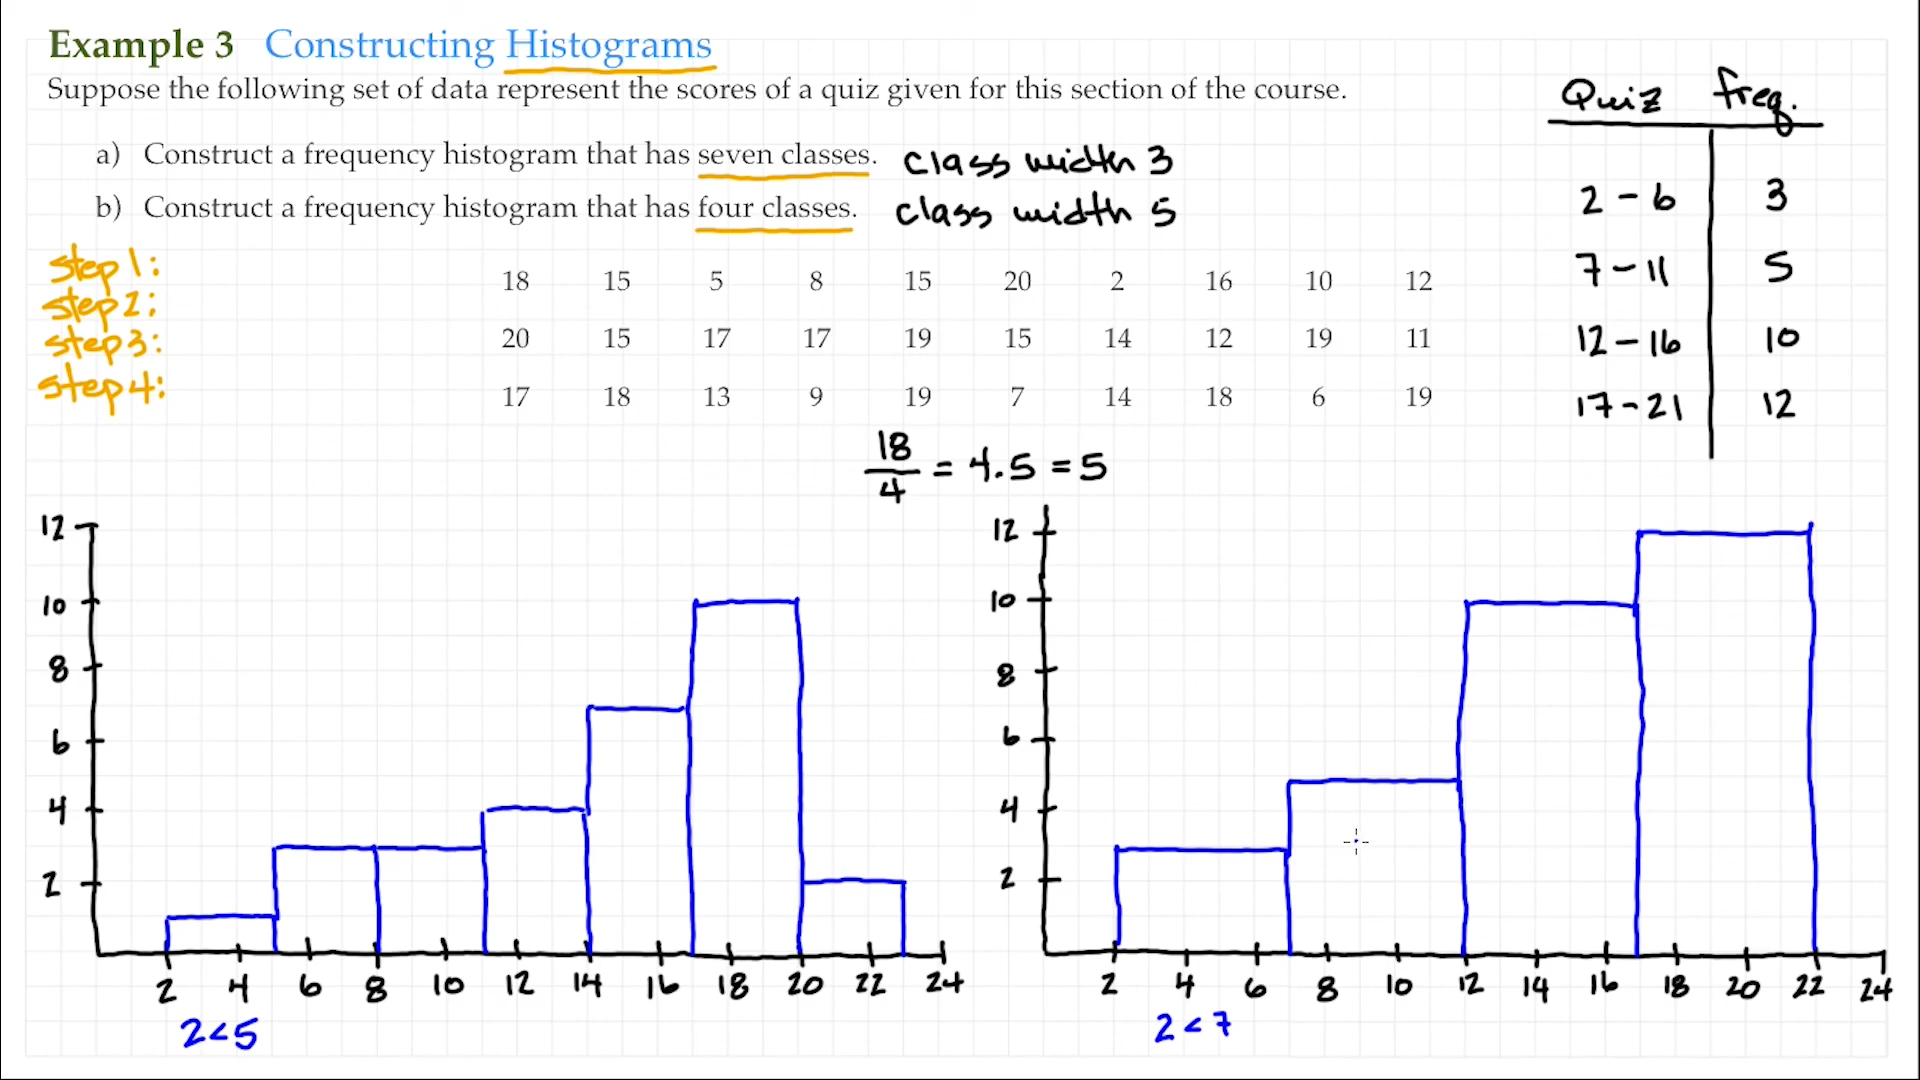 Example 3 Constructing Histograms
Suppose the following set of data represent the scores of a quiz given for this section of the course.
a) Construct a frequency histogram that has seven classes. class width 3
b) Construct a frequency histogram that has four classes. class width 5
step 1:
step 2:
step 3:
step 4:
18 15 5 8 15 20 2 16 10 12
20 15 17 17 19 15 14 12 19 11
17 18 13 9 19 7 14 18 6 19
Quiz freq.
2 - 6 3
7 - 11 5
12 - 16 10
17 - 21 12
18/4 = 4.5 = 5
12
10
8
6
4
2
2 4 6 8 10 12 14 16 18 20 22 24
2<5
12
10
8
6
4
2
2 4 6 8 10 12 14 16 18 20 22 24
2<7